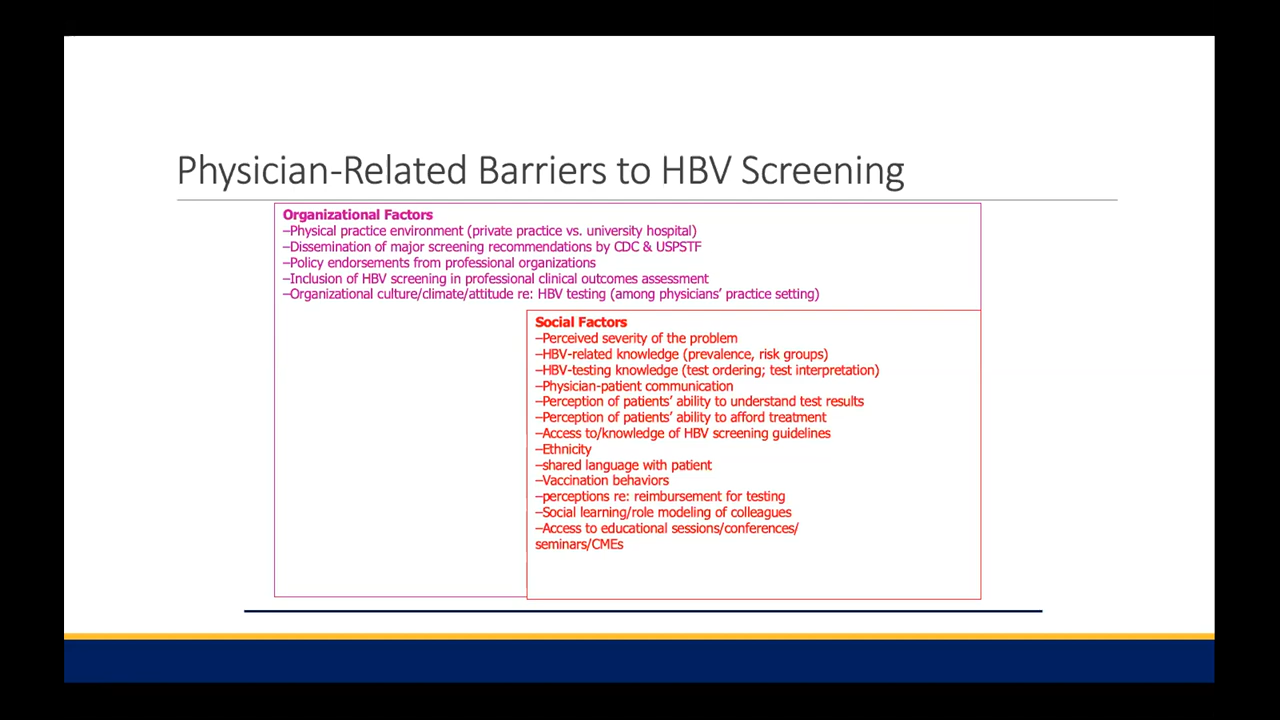 Physician-Related Barriers to HBV Screening
Organizational Factors
–Physical practice environment (private practice vs. university hospital)
–Dissemination of major screening recommendations by CDC & USPSTF
–Policy endorsements from professional organizations
–Inclusion of HBV screening in professional clinical outcomes assessment
–Organizational culture/climate/attitude re: HBV testing (among physicians’ practice setting)
Social Factors
–Perceived severity of the problem
–HBV-related knowledge (prevalence, risk groups)
–HBV-testing knowledge (test ordering; test interpretation)
–Physician-patient communication
–Perception of patients’ ability to understand test results
–Perception of patients’ ability to afford treatment
–Access to/knowledge of HBV screening guidelines
–Ethnicity
–shared language with patient
–Vaccination behaviors
–perceptions re: reimbursement for testing
–Social learning/role modeling of colleagues
–Access to educational sessions/conferences/
seminars/CMEs